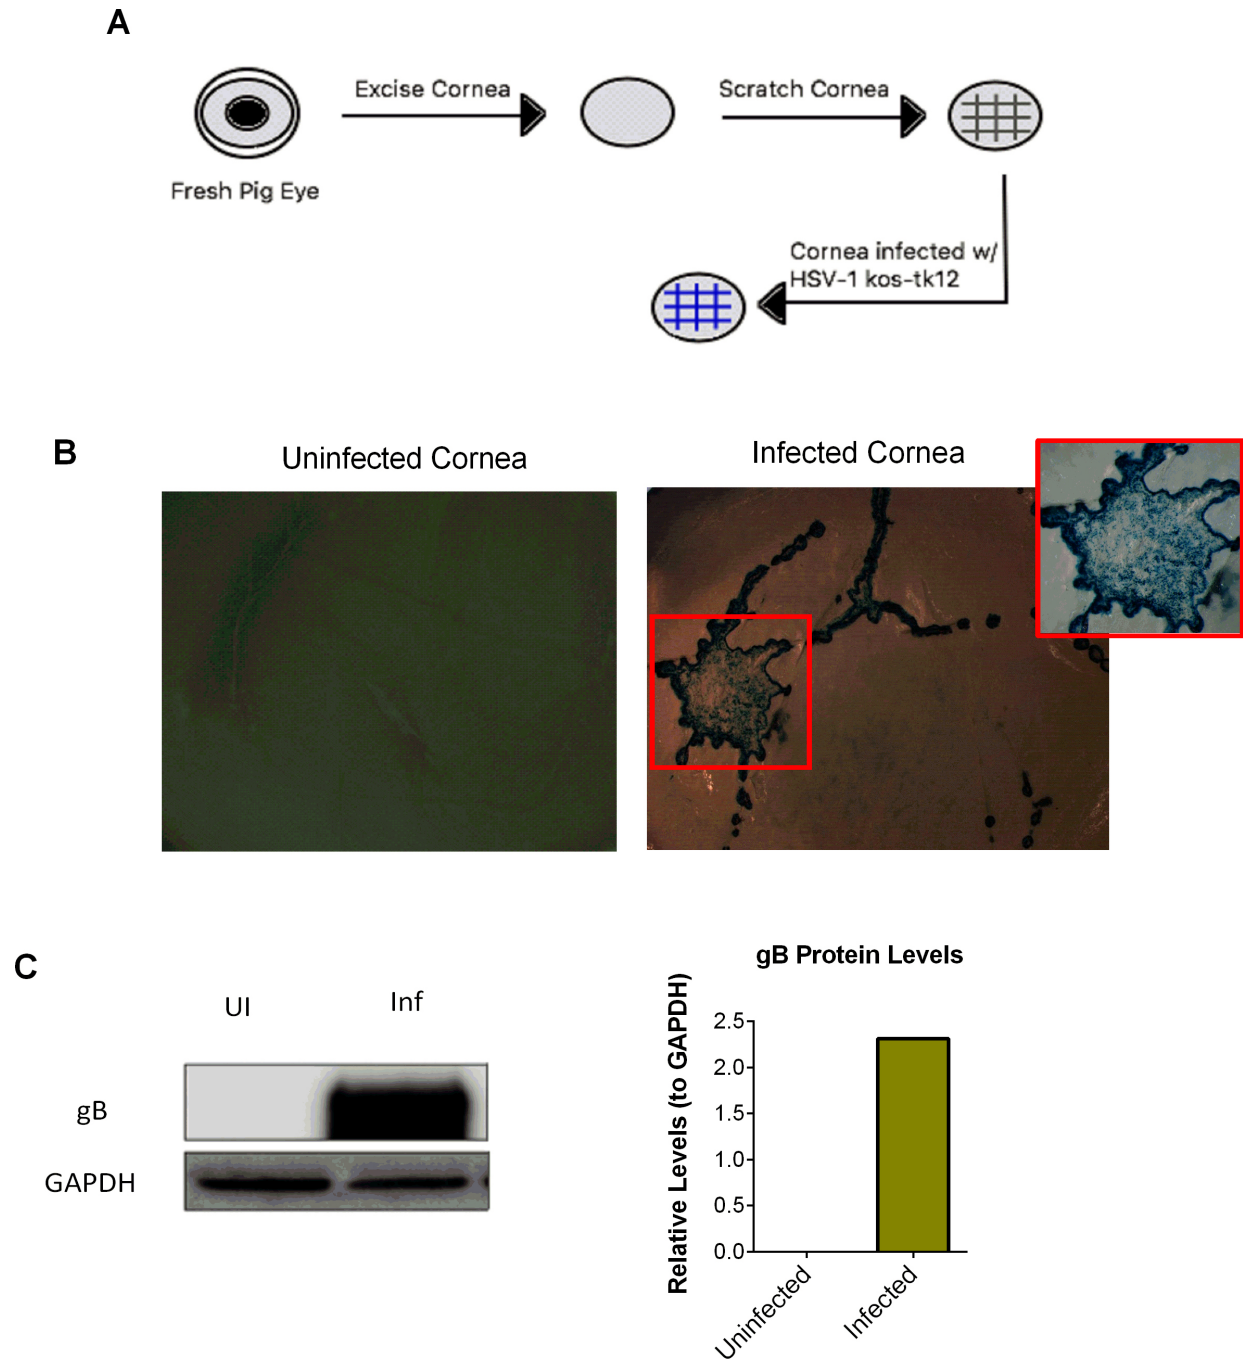 A
Excise Cornea
Scratch Cornea
Fresh Pig Eye
Cornea infected w/
HSV-1 kos-tk12
B
Uninfected Cornea
Infected Cornea
C
UI
Inf
gB
GAPDH
gB Protein Levels
Relative Levels (to GAPDH)
2.5
2.0
1.5
1.0
0.5
0.0
Uninfected
Infected